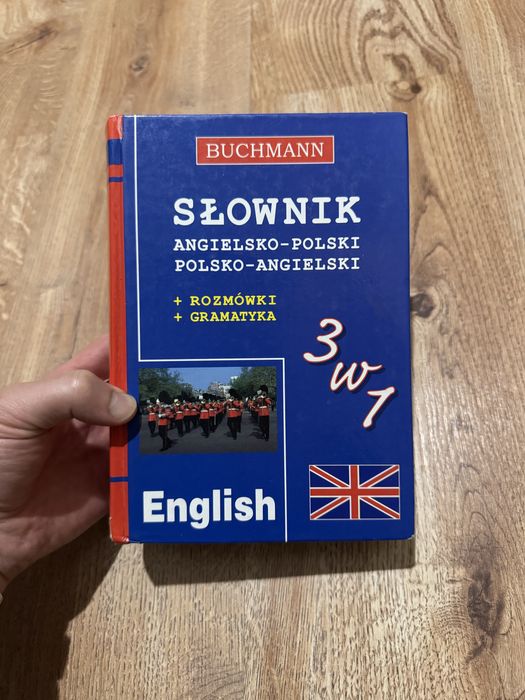 BUCHMANN
SŁOWNIK
ANGIELSKO-POLSKI
POLSKO-ANGIELSKI
+ ROZMÓWKI
+ GRAMATYKA
3 w 1
English